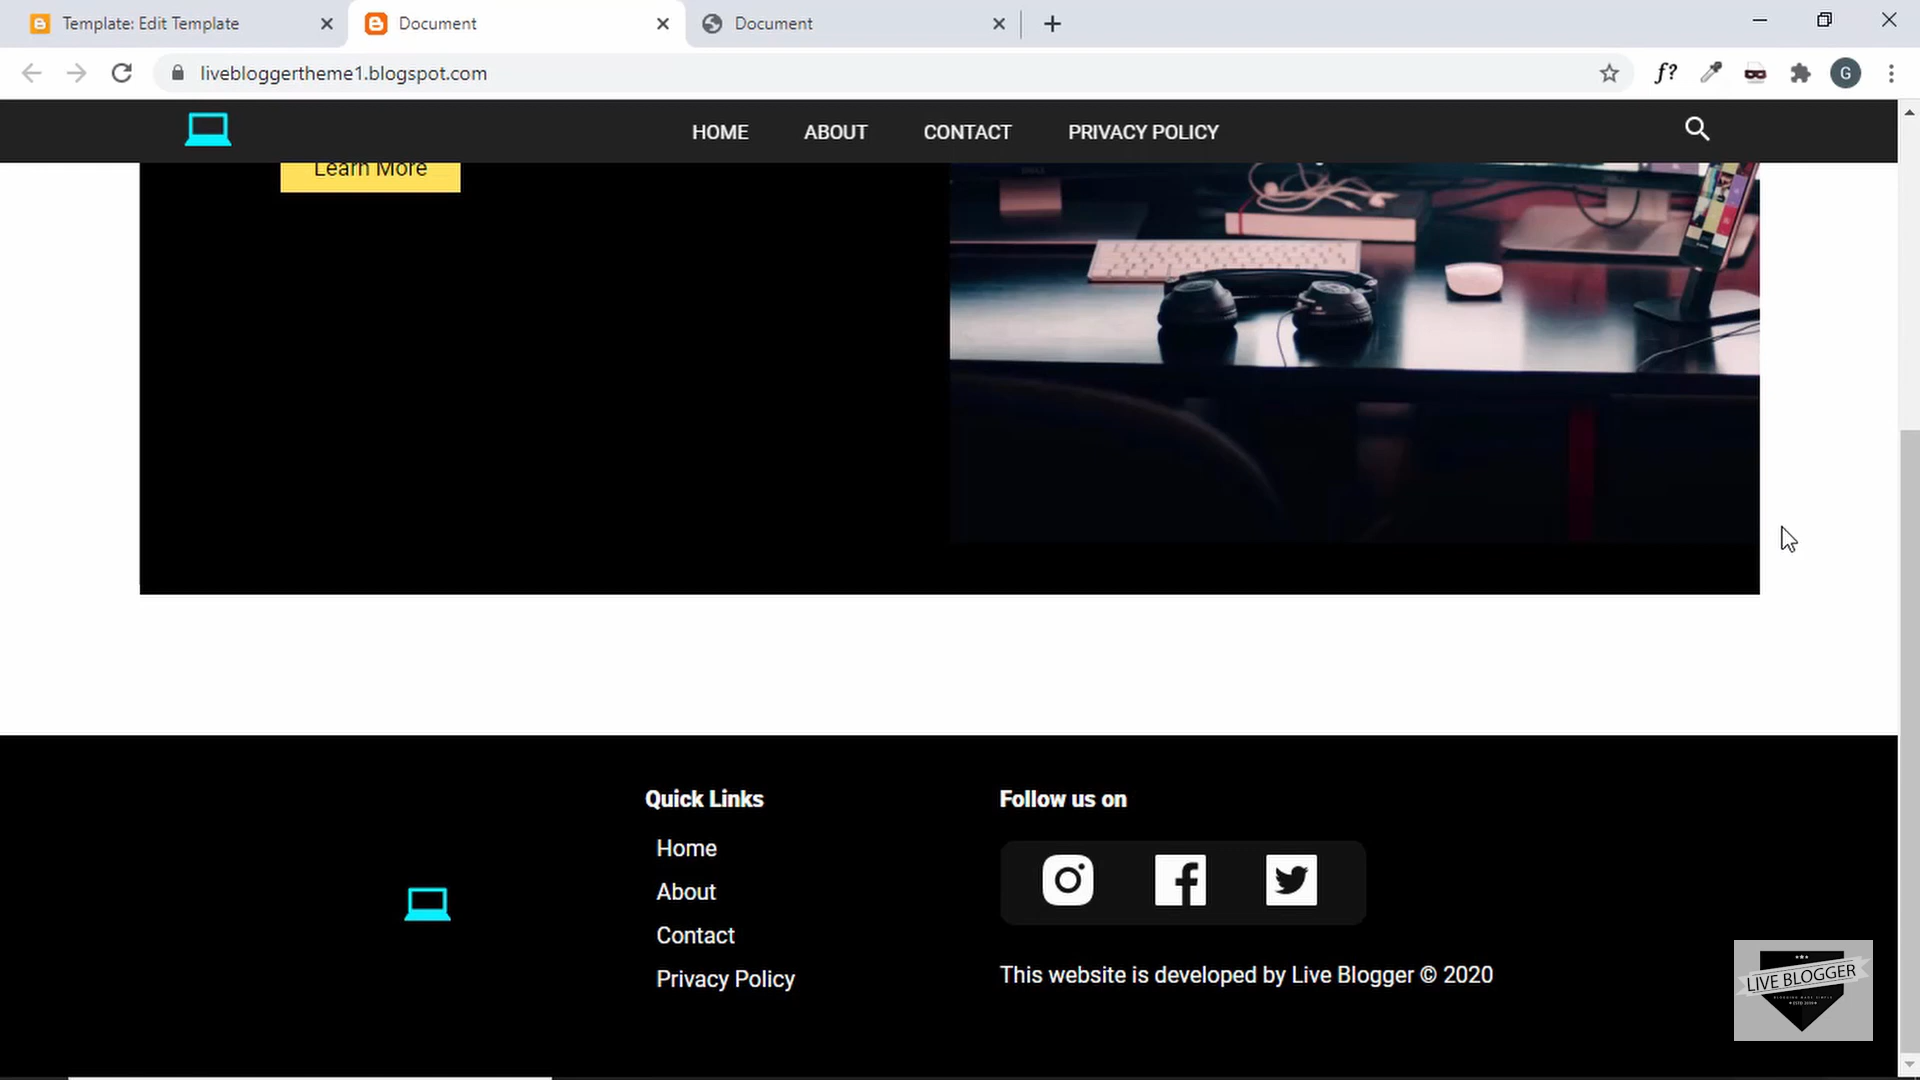 Template: Edit Template
Document
Document
livebloggertheme1.blogspot.com
f?
G
HOME
ABOUT
CONTACT
PRIVACY POLICY
Learn More
Quick Links
Home
About
Contact
Privacy Policy
Follow us on
This website is developed by Live Blogger © 2020
LIVE BLOGGER